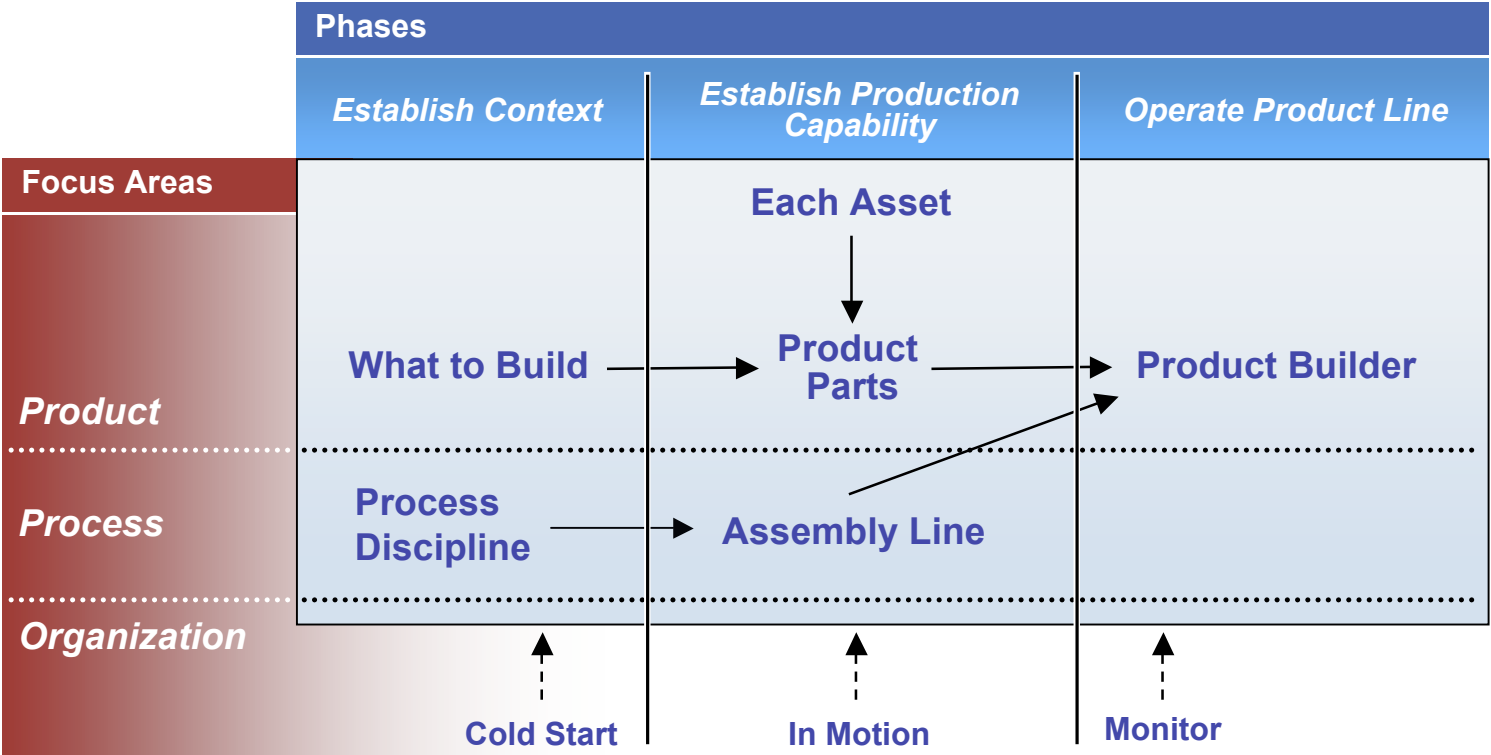 Phases
Establish Context
Establish Production
Capability
Operate Product Line
Focus Areas
Each Asset
What to Build
Product
Parts
Product Builder
Product
Process
Discipline
Process
Assembly Line
Organization
Cold Start
In Motion
Monitor